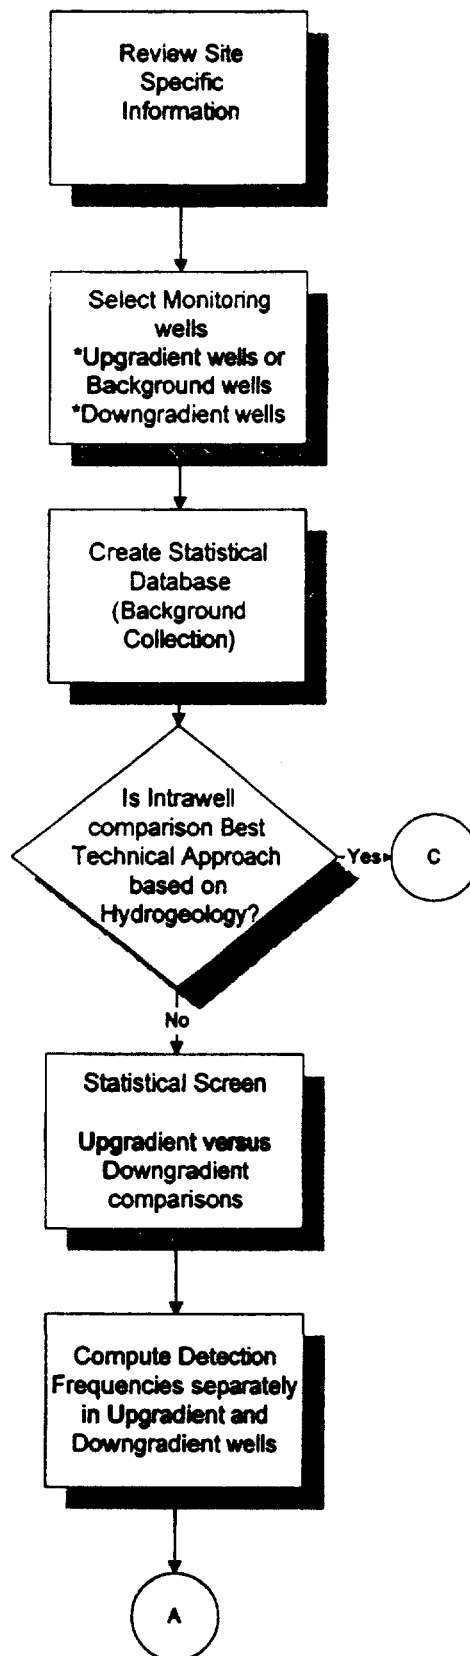 Review Site
Specific
Information
Select Monitoring
wells
*Upgradient wells or
Background wells
*Downgradient wells
Create Statistical
Database
(Background
Collection)
Is Intrawell
comparison Best
Technical Approach
based on
Hydrogeology?
Yes
C
No
Statistical Screen
Upgradient versus
Downgradient
comparisons
Compute Detection
Frequencies separately
in Upgradient and
Downgradient wells
A